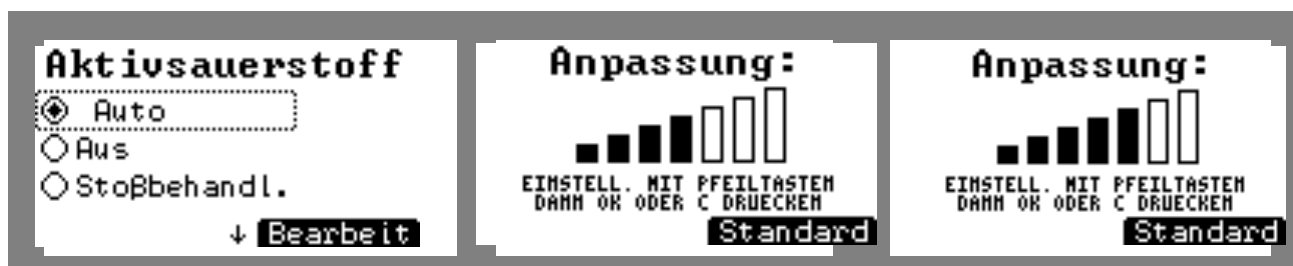 Aktivsauerstoff
Auto
Aus
Stoßbehandl.
↓ Bearbeit
Anpassung:
EINSTELL. MIT PFEILTASTEN
DANN OK ODER C DRUECKEN
Standard
Anpassung:
EINSTELL. MIT PFEILTASTEN
DANN OK ODER C DRUECKEN
Standard